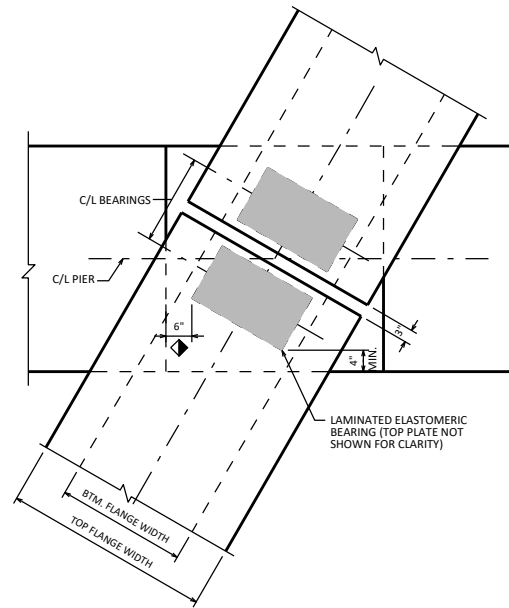 C/L BEARINGS
C/L PIER
6"
3"
4"
MIN.
LAMINATED ELASTOMERIC
BEARING (TOP PLATE NOT
SHOWN FOR CLARITY)
BTM. FLANGE WIDTH
TOP FLANGE WIDTH